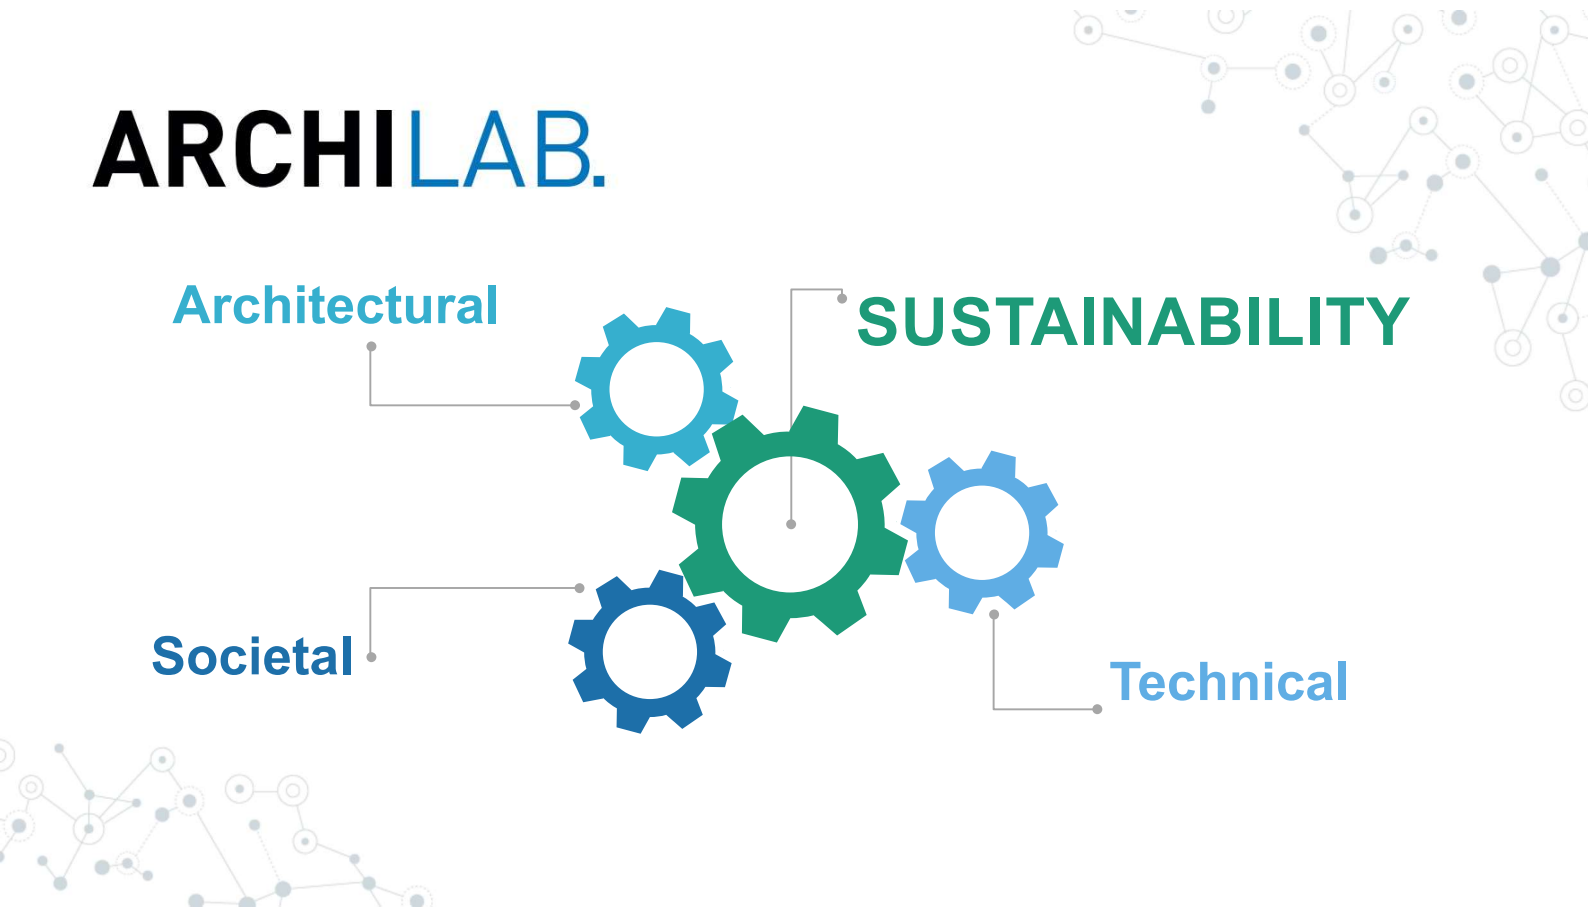 ARCHILAB.
Architectural
SUSTAINABILITY
Societal
Technical